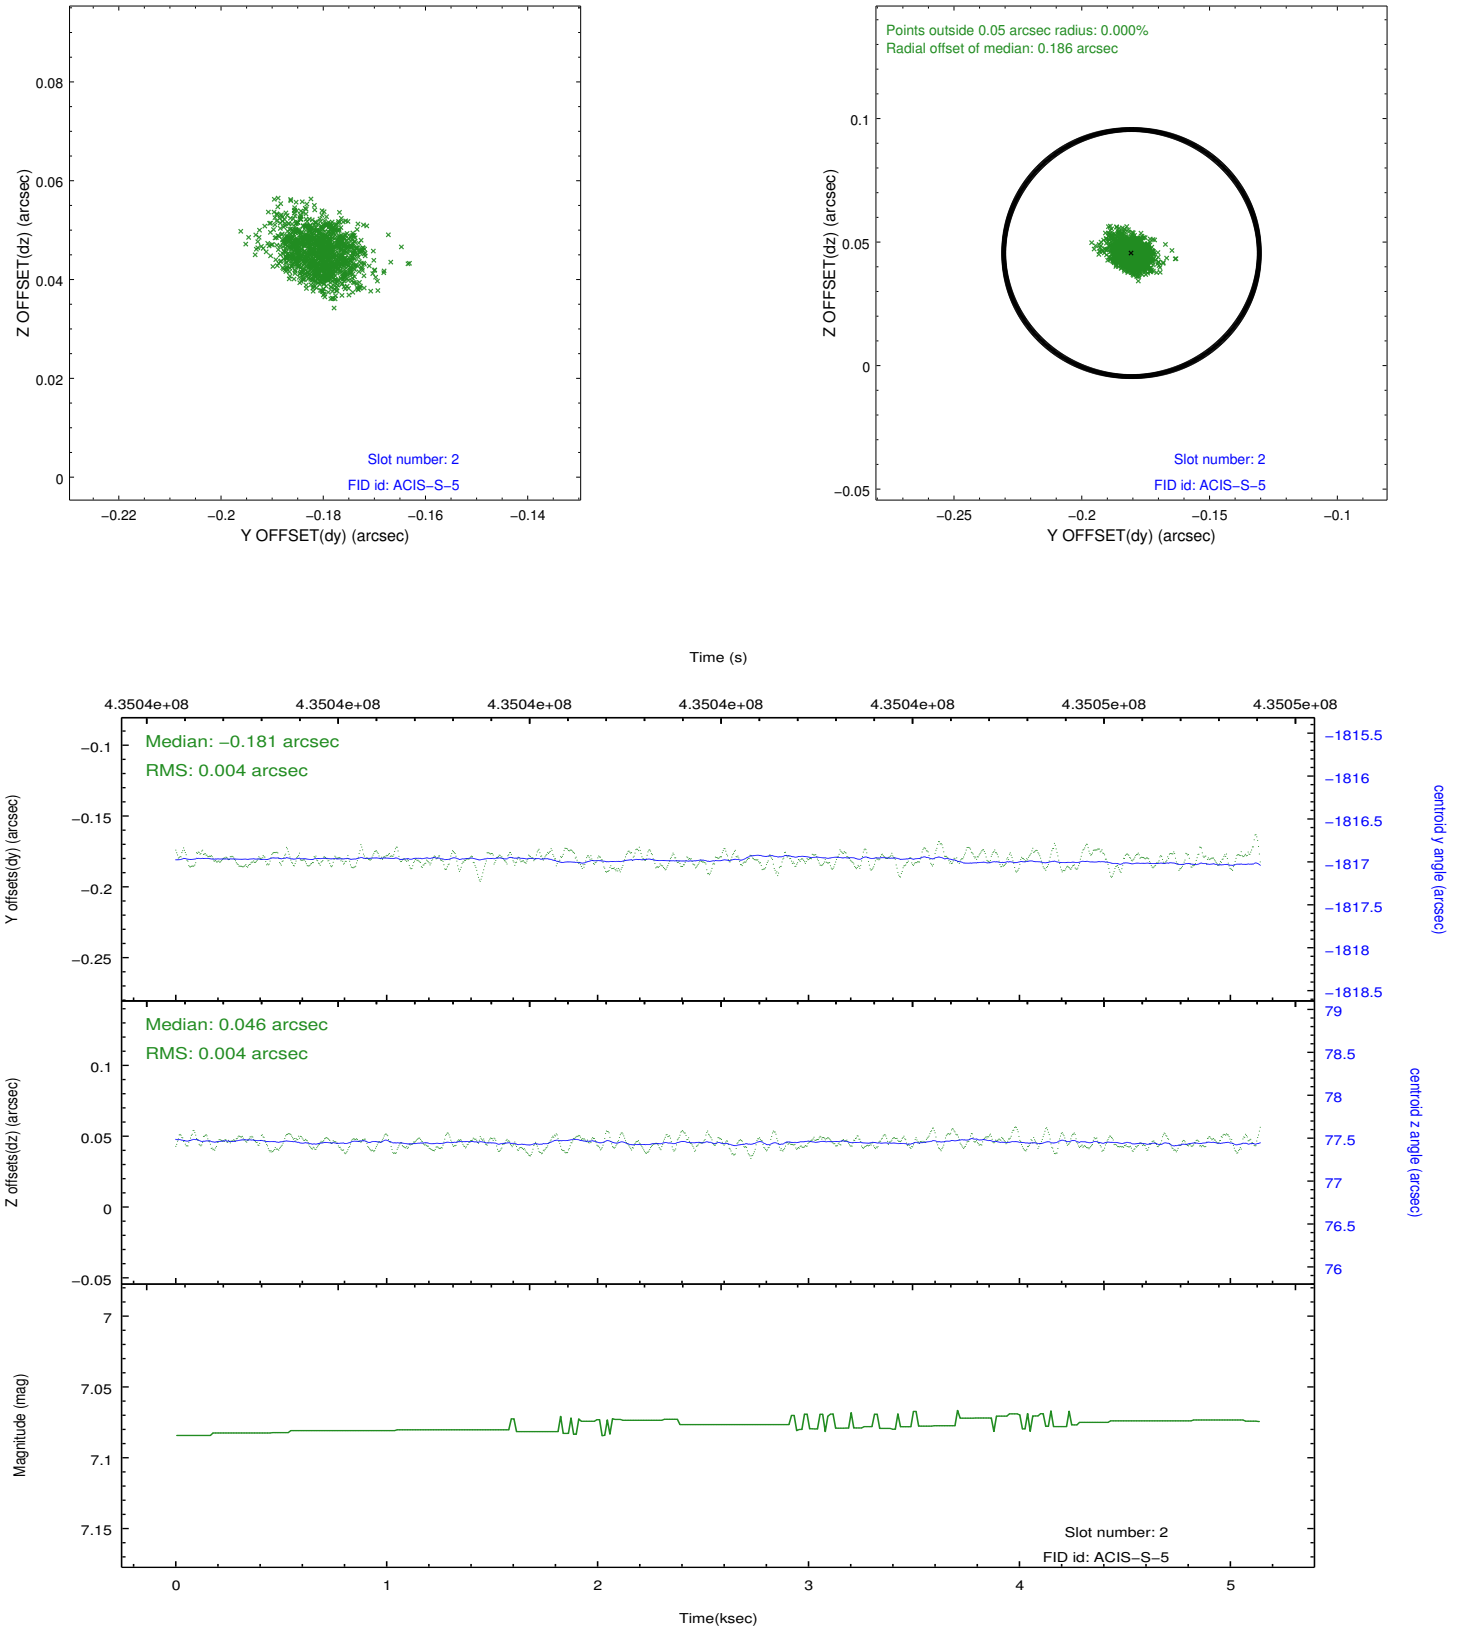 0.08
0.06
0.04
0.02
0
Z OFFSET(dz) (arcsec)
Slot number: 2
FID id: ACIS−S−5
−0.22 −0.2 −0.18 −0.16 −0.14
Y OFFSET(dy) (arcsec)
Points outside 0.05 arcsec radius: 0.000%
Radial offset of median: 0.186 arcsec
0.1
0.05
0
−0.05
Z OFFSET(dz) (arcsec)
Slot number: 2
FID id: ACIS−S−5
−0.25 −0.2 −0.15 −0.1
Y OFFSET(dy) (arcsec)
Time (s)
4.3504e+08 4.3504e+08 4.3504e+08 4.3504e+08 4.3504e+08 4.3505e+08 4.3505e+08
Median: −0.181 arcsec
RMS: 0.004 arcsec
−0.1
−0.15
−0.2
−0.25
Y offsets(dy) (arcsec)
−1815.5
−1816
−1816.5
−1817
−1817.5
−1818
−1818.5
centroid y angle (arcsec)
Median: 0.046 arcsec
RMS: 0.004 arcsec
0.1
0.05
0
−0.05
Z offsets(dz) (arcsec)
79
78.5
78
77.5
77
76.5
76
centroid z angle (arcsec)
7
7.05
7.1
7.15
Magnitude (mag)
Slot number: 2
FID id: ACIS−S−5
0 1 2 3 4 5
Time(ksec)